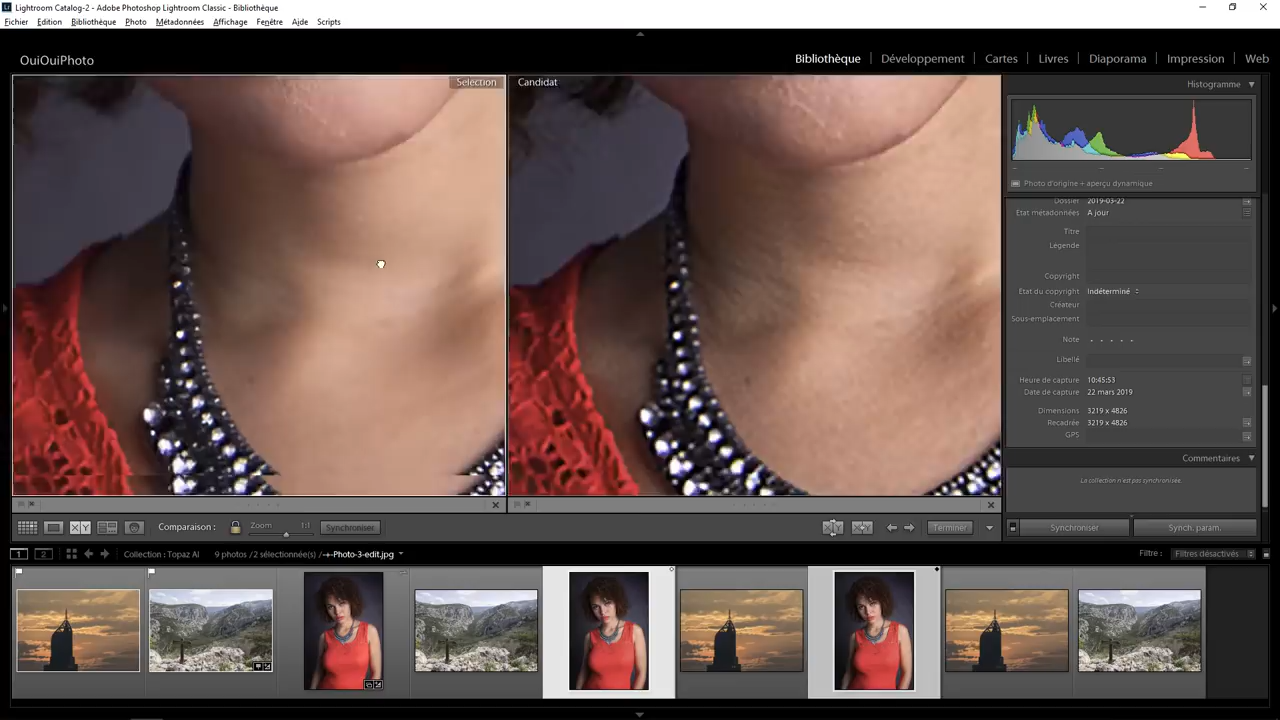 Lightroom Catalog-2 - Adobe Photoshop Lightroom Classic - Bibliothèque
Fichier Edition Bibliothèque Photo Métadonnées Affichage Fenêtre Aide Scripts
OuiOuiPhoto
Bibliothèque Développement Cartes Livres Diaporama Impression Web
Sélection
Candidat
Histogramme
Photo d'origine + aperçu dynamique
Dossier 2019-03-22
Etat métadonnées A jour
Titre
Légende
Copyright
Etat du copyright Indéterminé
Créateur
Sous-emplacement
Note
Libellé
Heure de capture 10:45:53
Date de capture 22 mars 2019
Dimensions 3219 x 4826
Recadrée 3219 x 4826
GPS
Commentaires
La collection n'est pas synchronisée.
Comparaison : Zoom 1:1 Synchroniser
X|Y
Terminer
Synchroniser Synch. param.
1 2 Collection : Topaz AI 9 photos /2 sélectionnée(s) /→-Photo-3-edit.jpg
Filtre : Filtres désactivés